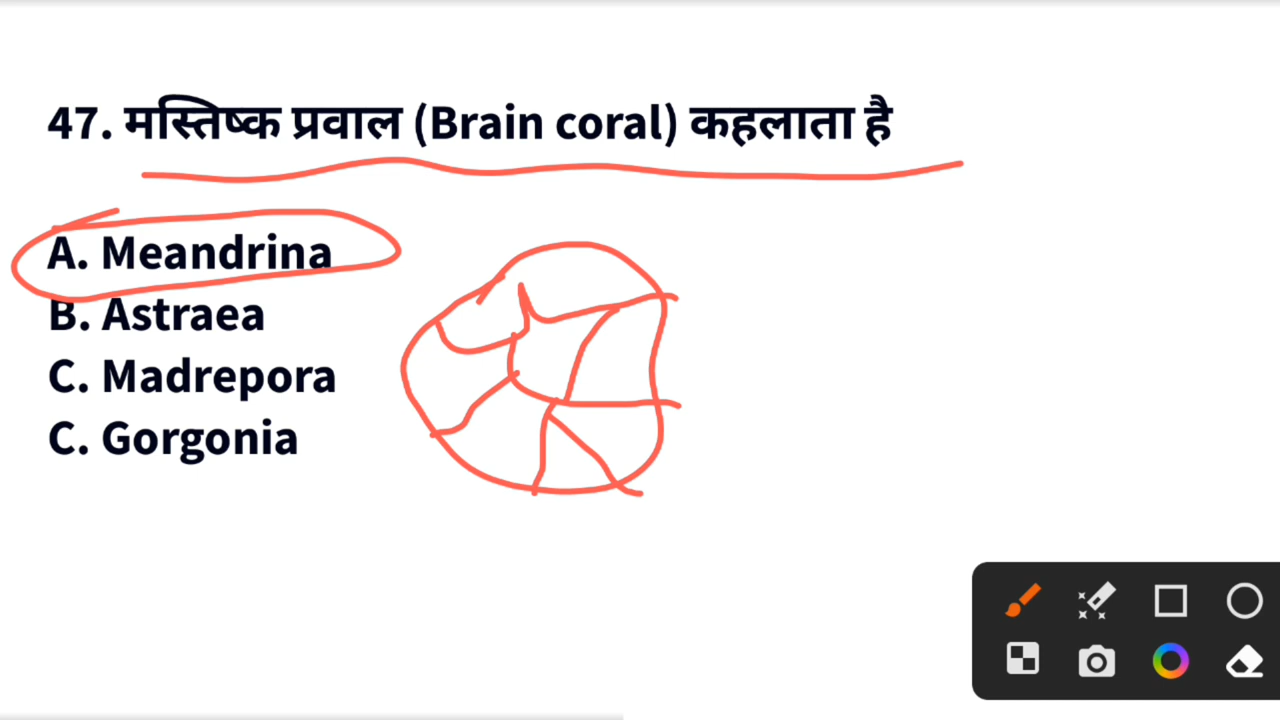 47. मस्तिष्क प्रवाल (Brain coral) कहलाता है
A. Meandrina
B. Astraea
C. Madrepora
C. Gorgonia